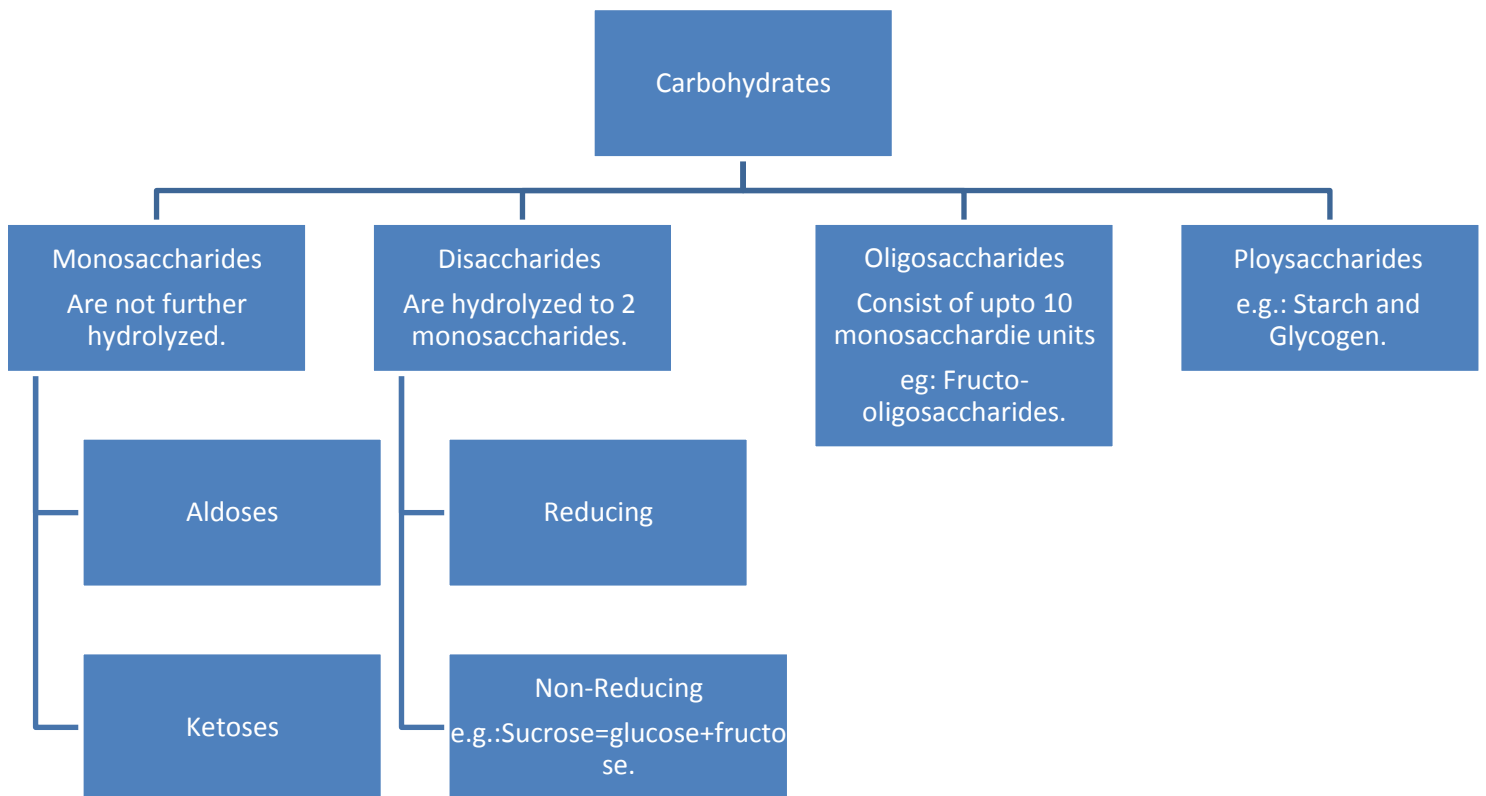 Carbohydrates
Monosaccharides
Are not further
hydrolyzed.
Disaccharides
Are hydrolyzed to 2
monosaccharides.
Oligosaccharides
Consist of upto 10
monosacchardie units
eg: Fructo-
oligosaccharides.
Ploysaccharides
e.g.: Starch and
Glycogen.
Aldoses
Reducing
Ketoses
Non-Reducing
e.g.:Sucrose=glucose+fructo
se.